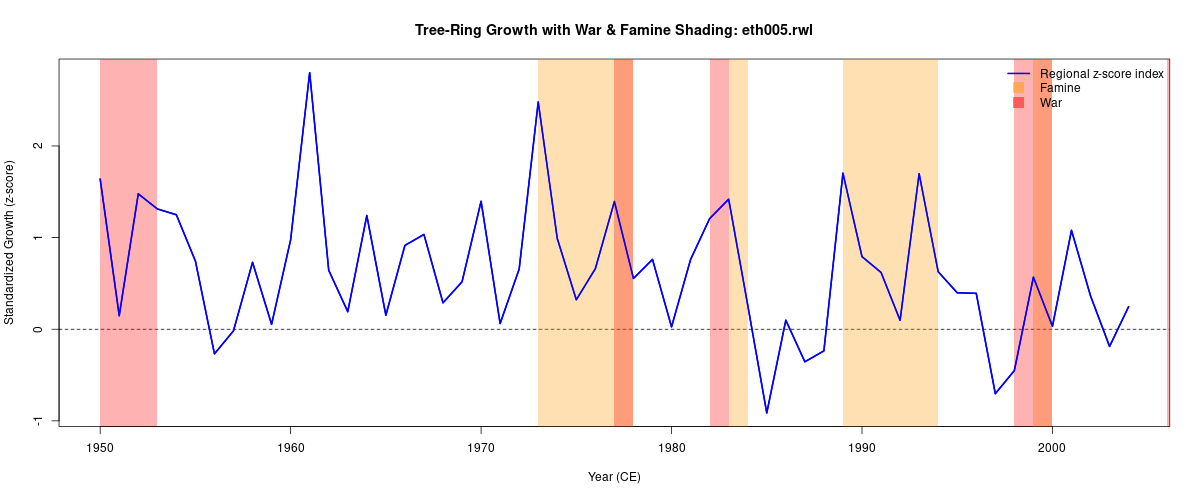 Tree-Ring Growth with War & Famine Shading: eth005.rwl
Regional z-score index
Famine
War
Standardized Growth (z-score)
2
1
0
-1
1950 1960 1970 1980 1990 2000
Year (CE)